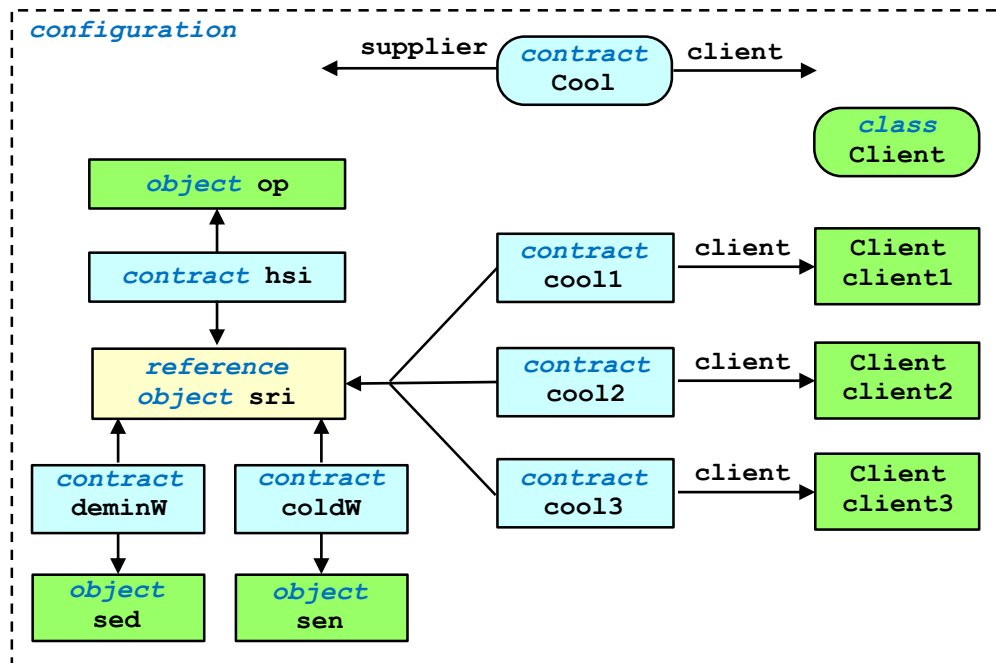 configuration
supplier
contract
Cool
client
class
Client
object op
contract hsi
contract
cool1
client
Client
client1
reference
object sri
contract
cool2
client
Client
client2
contract
deminW
contract
coldW
contract
cool3
client
Client
client3
object
sed
object
sen